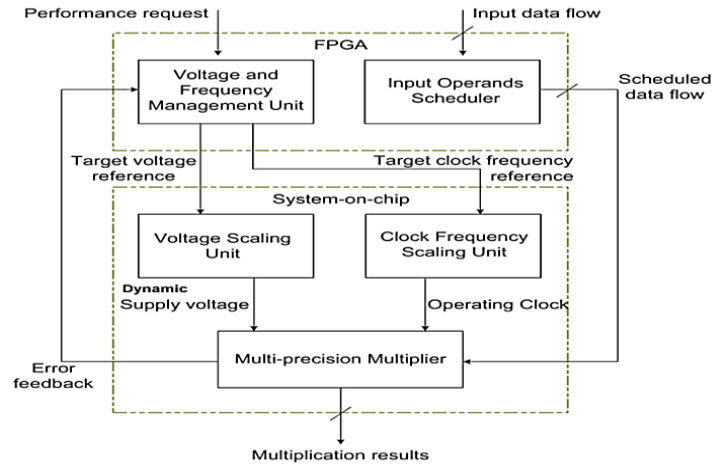 Performance request
Input data flow
FPGA
Voltage and
Frequency
Management Unit
Input Operands
Scheduler
Scheduled
data flow
Target voltage
reference
Target clock frequency
reference
System-on-chip
Voltage Scaling
Unit
Clock Frequency
Scaling Unit
Dynamic
Supply voltage
Operating Clock
Multi-precision Multiplier
Error
feedback
Multiplication results